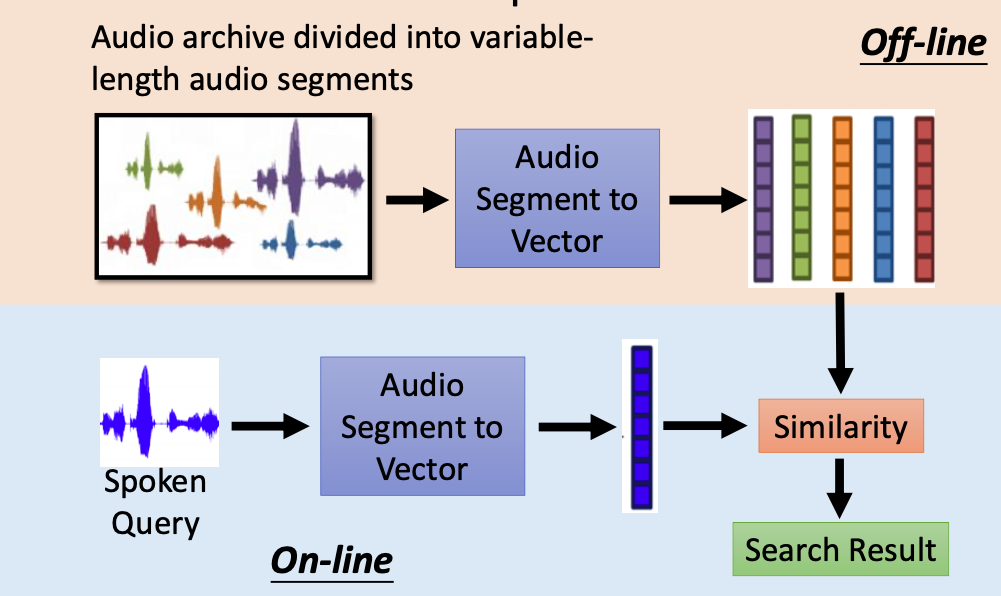 Audio archive divided into variable-
length audio segments
Off-line
Audio
Segment to
Vector
Audio
Segment to
Vector
Spoken
Query
Similarity
Search Result
On-line